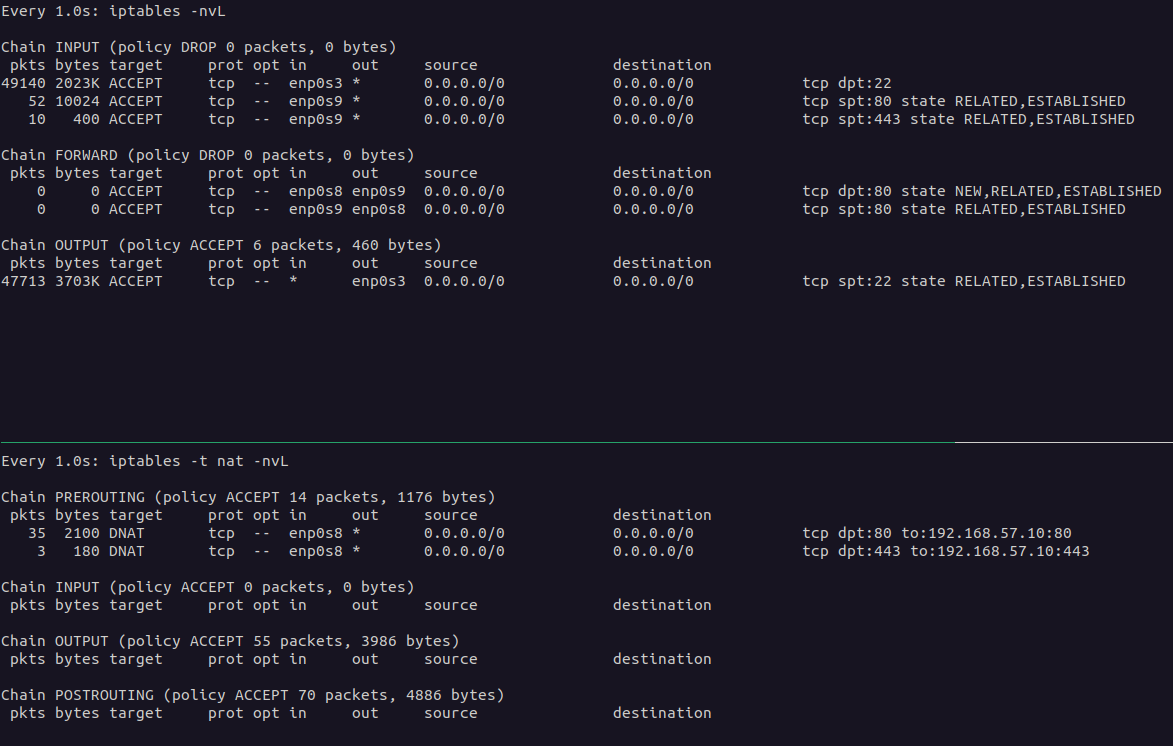 Every 1.0s: iptables -nvL
Chain INPUT (policy DROP 0 packets, 0 bytes)
 pkts bytes target     prot opt in     out     source               destination
49140 2023K ACCEPT     tcp  --  enp0s3 *       0.0.0.0/0            0.0.0.0/0            tcp dpt:22
   52 10024 ACCEPT     tcp  --  enp0s9 *       0.0.0.0/0            0.0.0.0/0            tcp spt:80 state RELATED,ESTABLISHED
   10   400 ACCEPT     tcp  --  enp0s9 *       0.0.0.0/0            0.0.0.0/0            tcp spt:443 state RELATED,ESTABLISHED
Chain FORWARD (policy DROP 0 packets, 0 bytes)
 pkts bytes target     prot opt in     out     source               destination
    0     0 ACCEPT     tcp  --  enp0s8 enp0s9  0.0.0.0/0            0.0.0.0/0            tcp dpt:80 state NEW,RELATED,ESTABLISHED
    0     0 ACCEPT     tcp  --  enp0s9 enp0s8  0.0.0.0/0            0.0.0.0/0            tcp spt:80 state RELATED,ESTABLISHED
Chain OUTPUT (policy ACCEPT 6 packets, 460 bytes)
 pkts bytes target     prot opt in     out     source               destination
47713 3703K ACCEPT     tcp  --  *      enp0s3  0.0.0.0/0            0.0.0.0/0            tcp spt:22 state RELATED,ESTABLISHED
Every 1.0s: iptables -t nat -nvL
Chain PREROUTING (policy ACCEPT 14 packets, 1176 bytes)
 pkts bytes target     prot opt in     out     source               destination
   35  2100 DNAT       tcp  --  enp0s8 *       0.0.0.0/0            0.0.0.0/0            tcp dpt:80 to:192.168.57.10:80
    3   180 DNAT       tcp  --  enp0s8 *       0.0.0.0/0            0.0.0.0/0            tcp dpt:443 to:192.168.57.10:443
Chain INPUT (policy ACCEPT 0 packets, 0 bytes)
 pkts bytes target     prot opt in     out     source               destination
Chain OUTPUT (policy ACCEPT 55 packets, 3986 bytes)
 pkts bytes target     prot opt in     out     source               destination
Chain POSTROUTING (policy ACCEPT 70 packets, 4886 bytes)
 pkts bytes target     prot opt in     out     source               destination